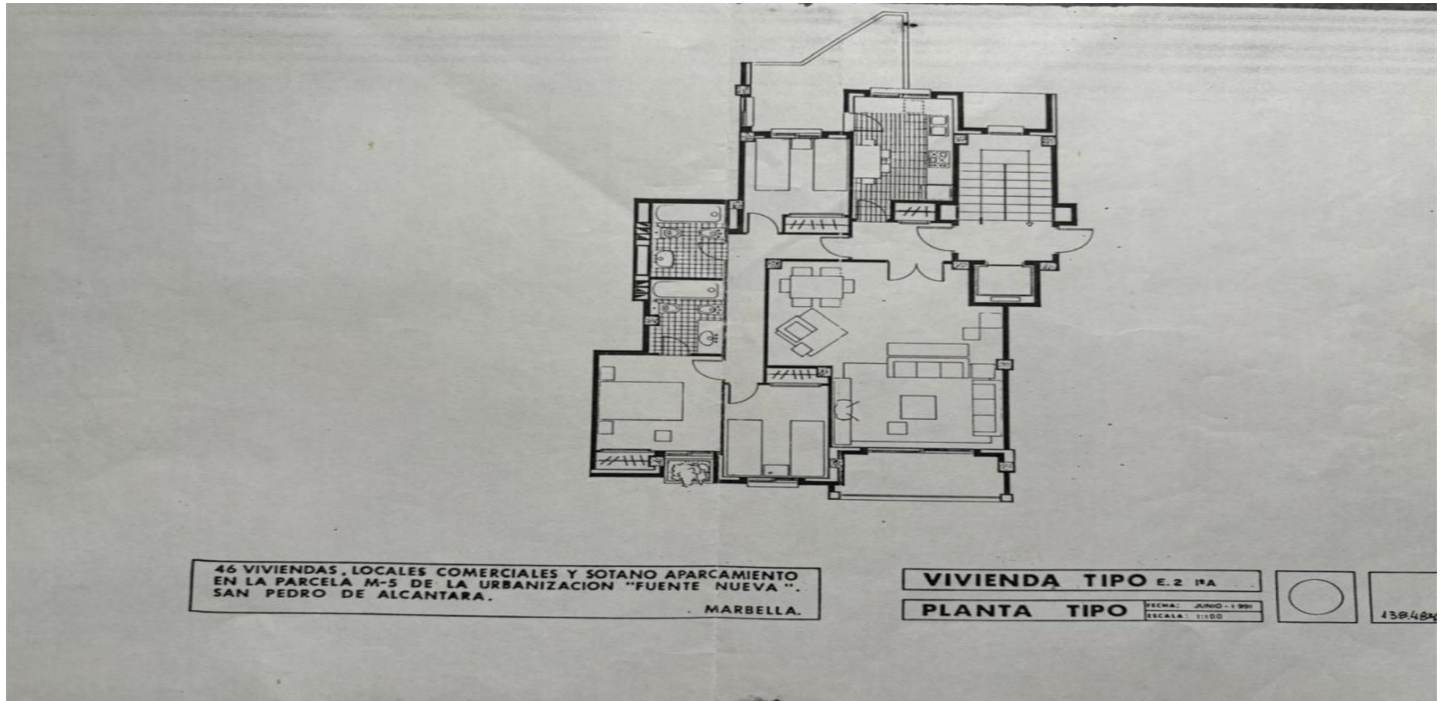 46 VIVIENDAS, LOCALES COMERCIALES Y SOTANO APARCAMIENTO
EN LA PARCELA M-5 DE LA URBANIZACION "FUENTE NUEVA".
SAN PEDRO DE ALCANTARA.
. MARBELLA.
VIVIENDA TIPO E.2 1ºA
PLANTA TIPO
FECHA: JUNIO-1991
ESCALA: 1:100